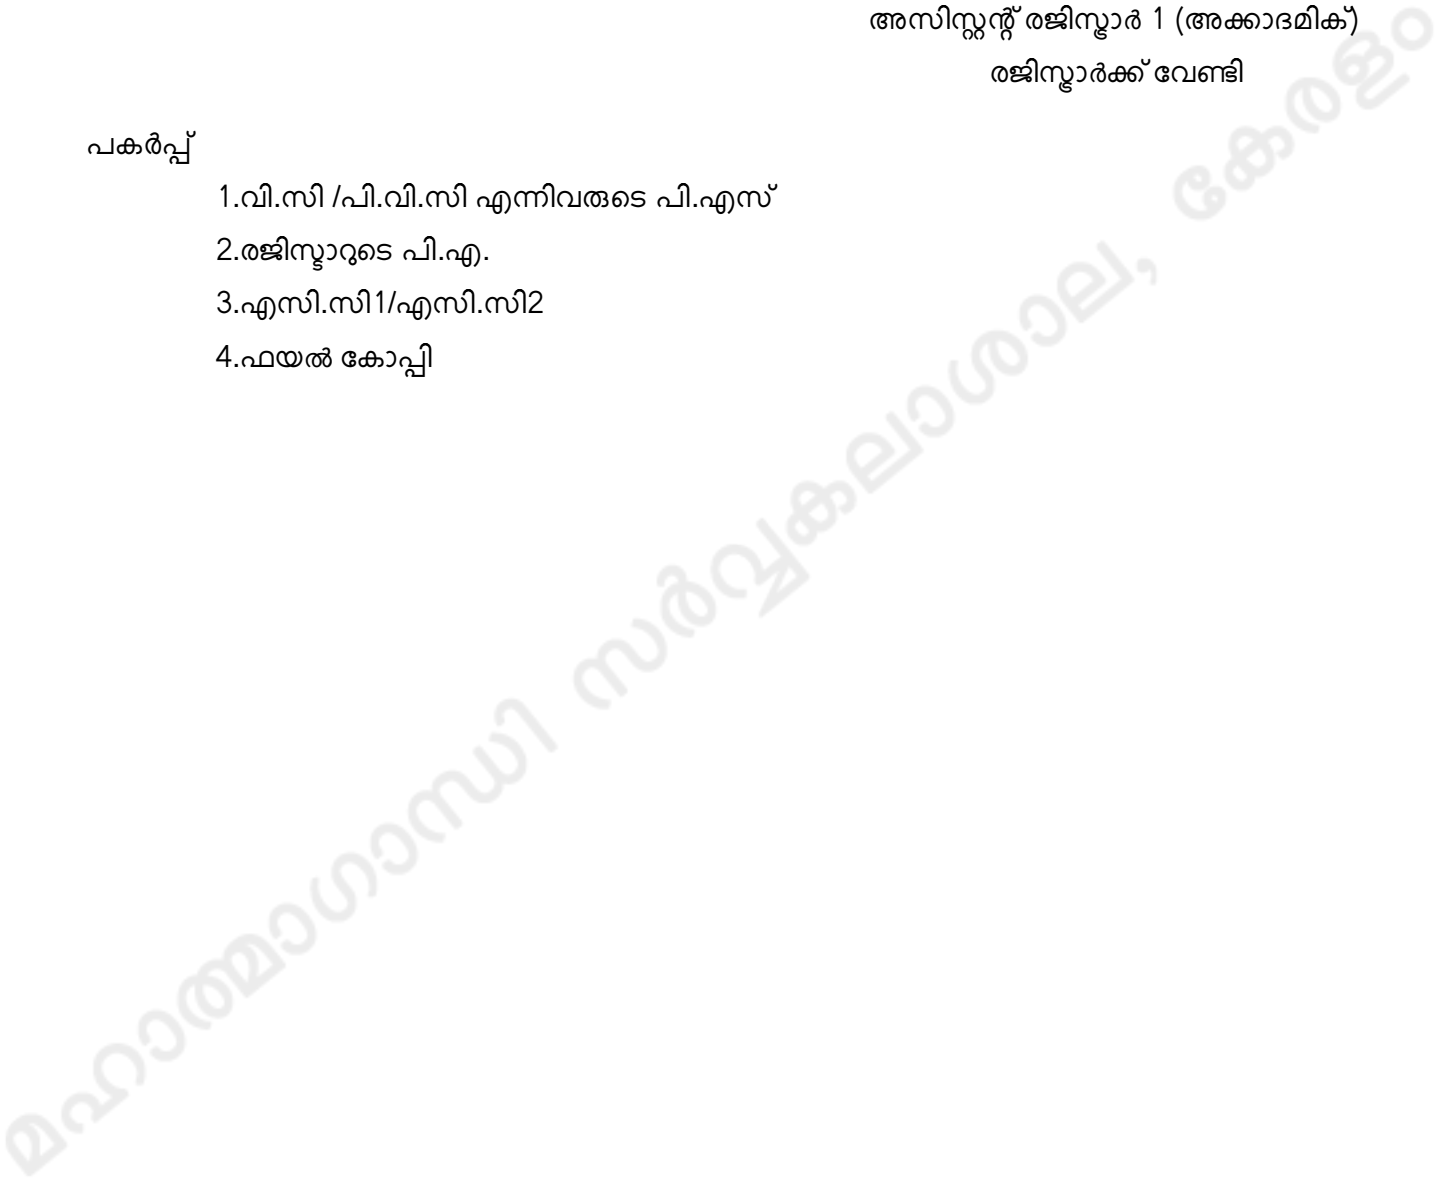 അസിസ്റ്റന്റ് രജിസ്ട്രാർ 1 (അക്കാദമിക്)
രജിസ്ട്രാർക്ക് വേണ്ടി
പകർപ്പ്
1.വി.സി /പി.വി.സി എന്നിവരുടെ പി.എസ്
2.രജിസ്ടാറുടെ പി.എ.
3.എസി.സി1/എസി.സി2
4.ഫയൽ കോപ്പി
മഹാത്മാഗാന്ധി സർവ്വകലാശാല, കേരളം